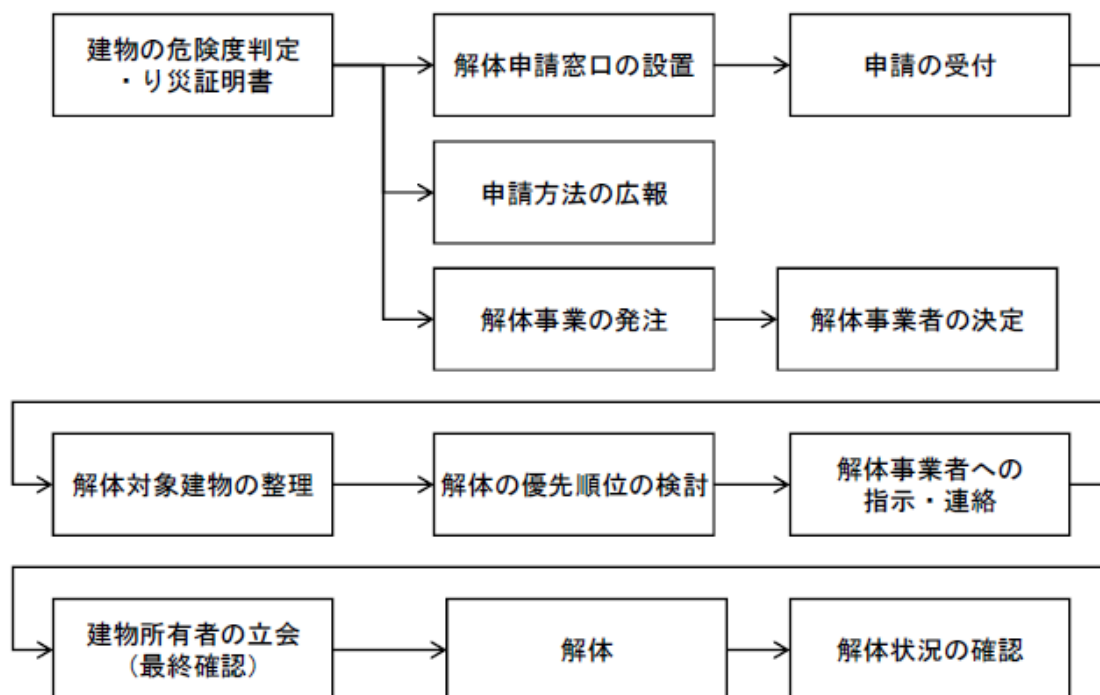 建物の危険度判定
・り災証明書
解体申請窓口の設置
申請の受付
申請方法の広報
解体事業の発注
解体事業者の決定
解体対象建物の整理
解体の優先順位の検討
解体事業者への
指示・連絡
建物所有者の立会
（最終確認）
解体
解体状況の確認